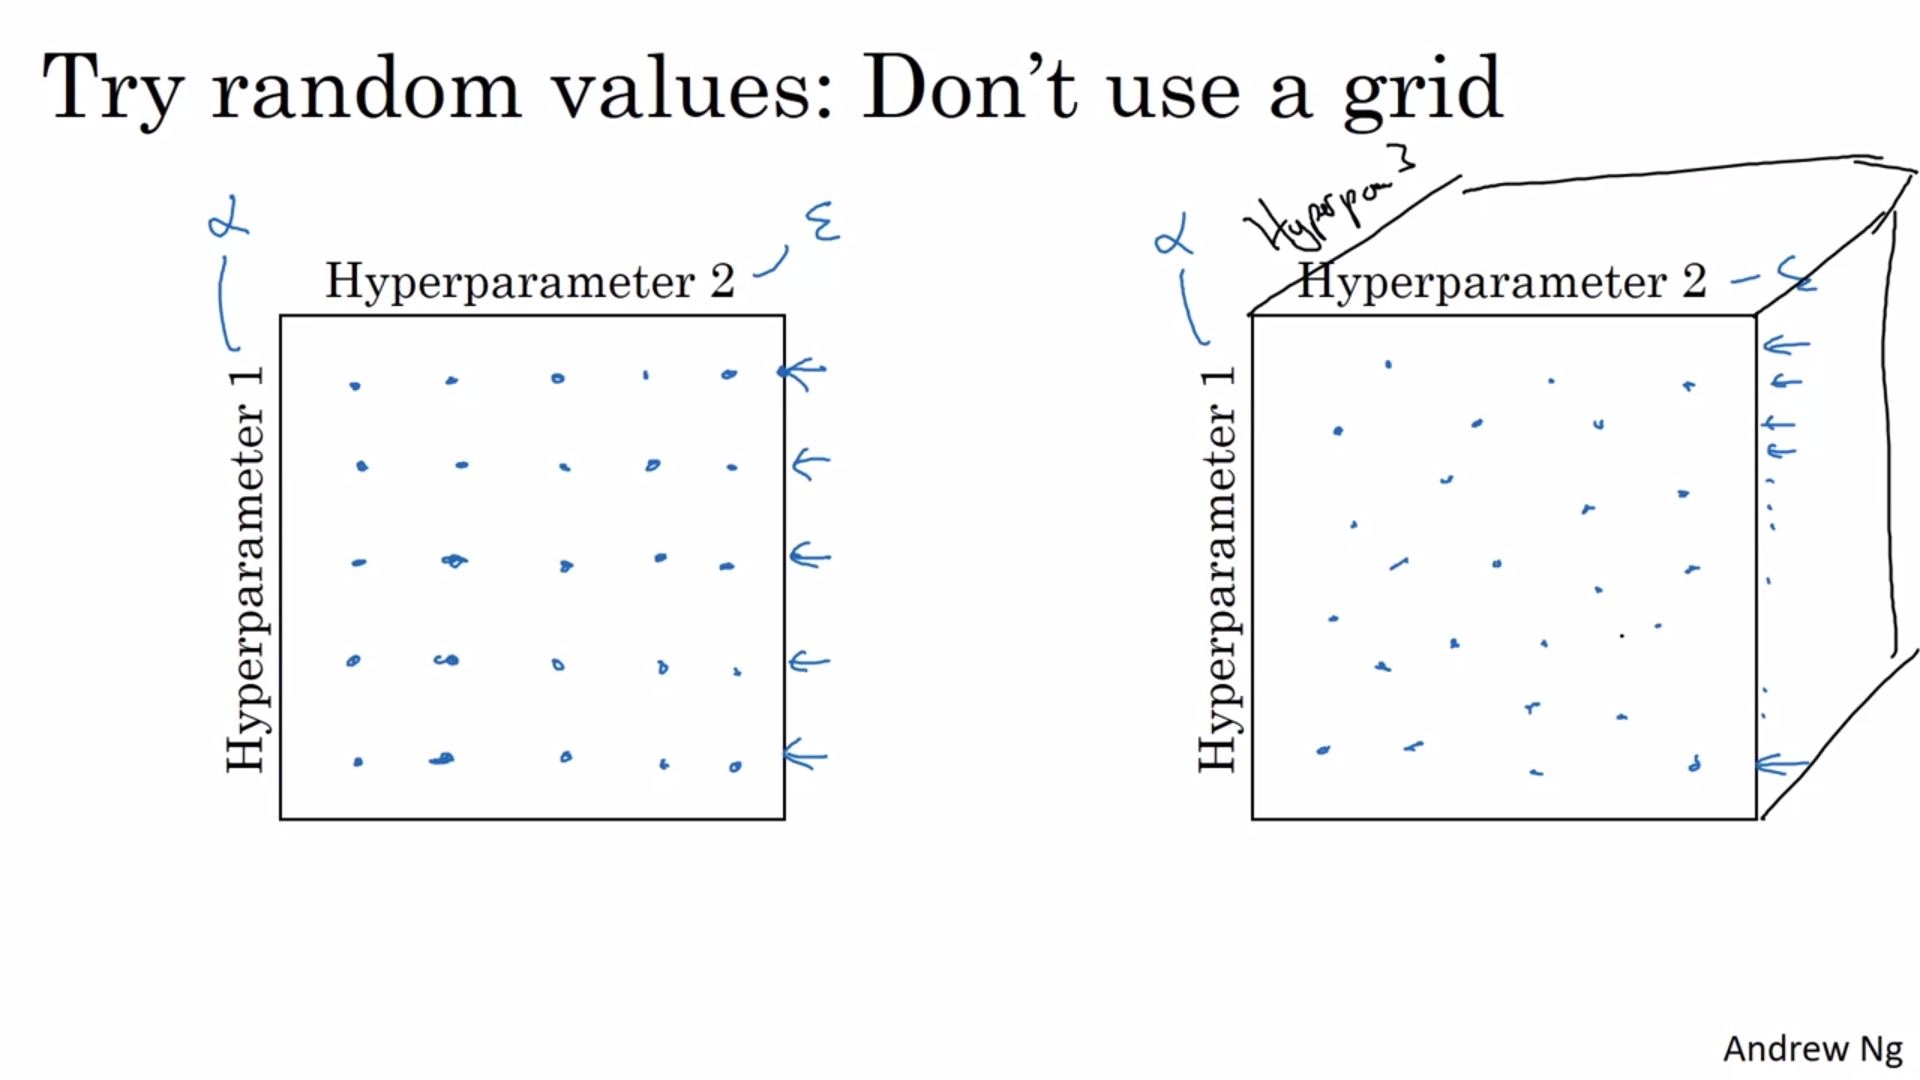 Try random values: Don't use a grid
α
Hyperparameter 2
ε
Hyperparameter 1
α
Hyperparam 3
Hyperparameter 2
ε
Hyperparameter 1
Andrew Ng